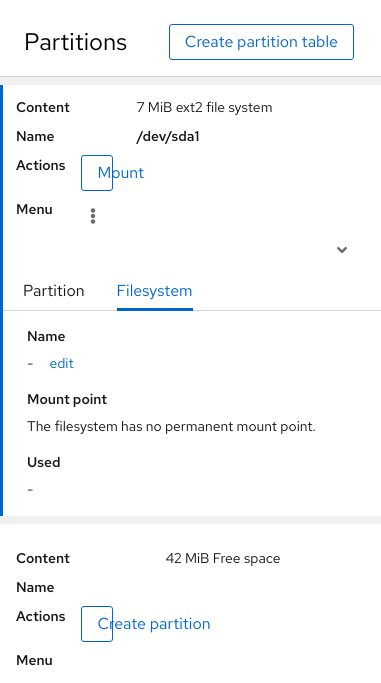 Partitions Create partition table
Content 7 MiB ext2 file system
Name /dev/sda1
Actions Mount
Menu
Partition Filesystem
Name
- edit
Mount point
The filesystem has no permanent mount point.
Used
-
Content 42 MiB Free space
Name
Actions Create partition
Menu